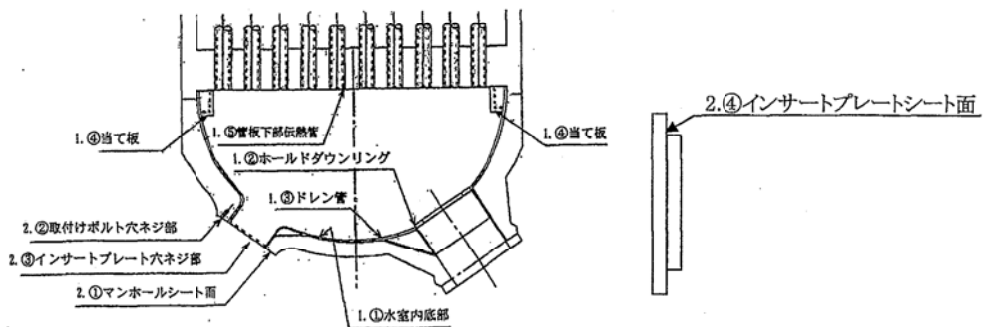 2.④インサートプレートシート面
1.④当て板
1.⑤管板下部伝熱管
1.④当て板
1.②ホールドダウンリング
1.③ドレン管
2.②取付けボルト穴ネジ部
2.③インサートプレート穴ネジ部
2.①マンホールシート面
1.①水室内底部